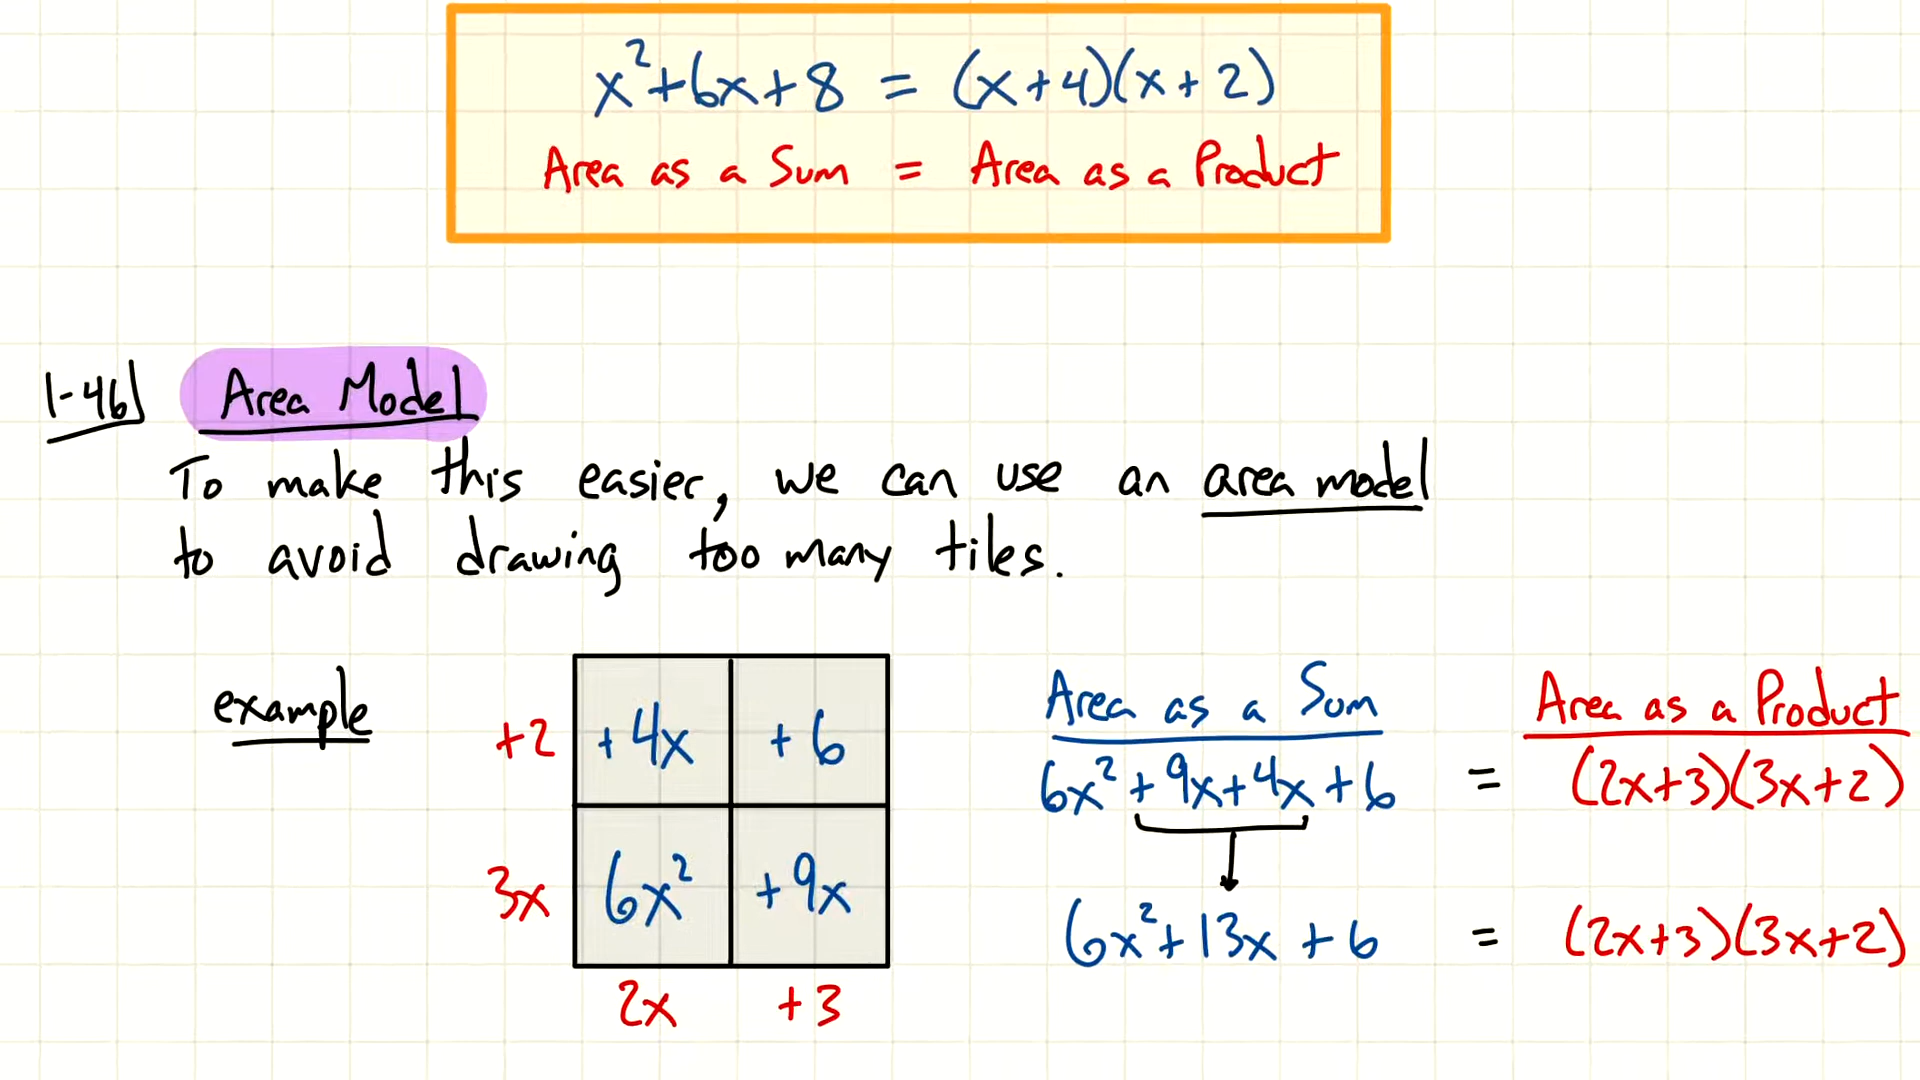 x²+6x+8 = (x+4)(x+2)
Area as a Sum = Area as a Product
1-46 Area Model
To make this easier, we can use an area model
to avoid drawing too many tiles.
example
+2 +4x +6
3x 6x² +9x
2x +3
Area as a Sum Area as a Product
6x²+9x+4x+6 = (2x+3)(3x+2)
6x²+13x+6 = (2x+3)(3x+2)